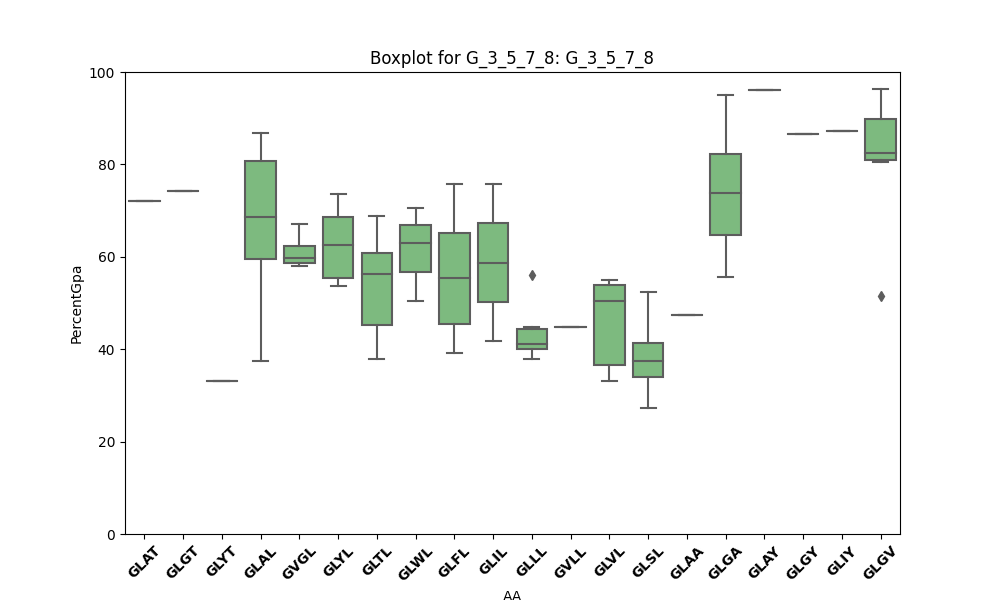 Boxplot for G_3_5_7_8: G_3_5_7_8
100
80
60
40
20
0
PercentGpa
GLAT GLGT GLYT GLAL GVGL GLYL GLTL GLWL GLFL GLIL GLLL GVLL GLVL GLSL GLAA GLGA GLAY GLGY GLIY GLGV
AA